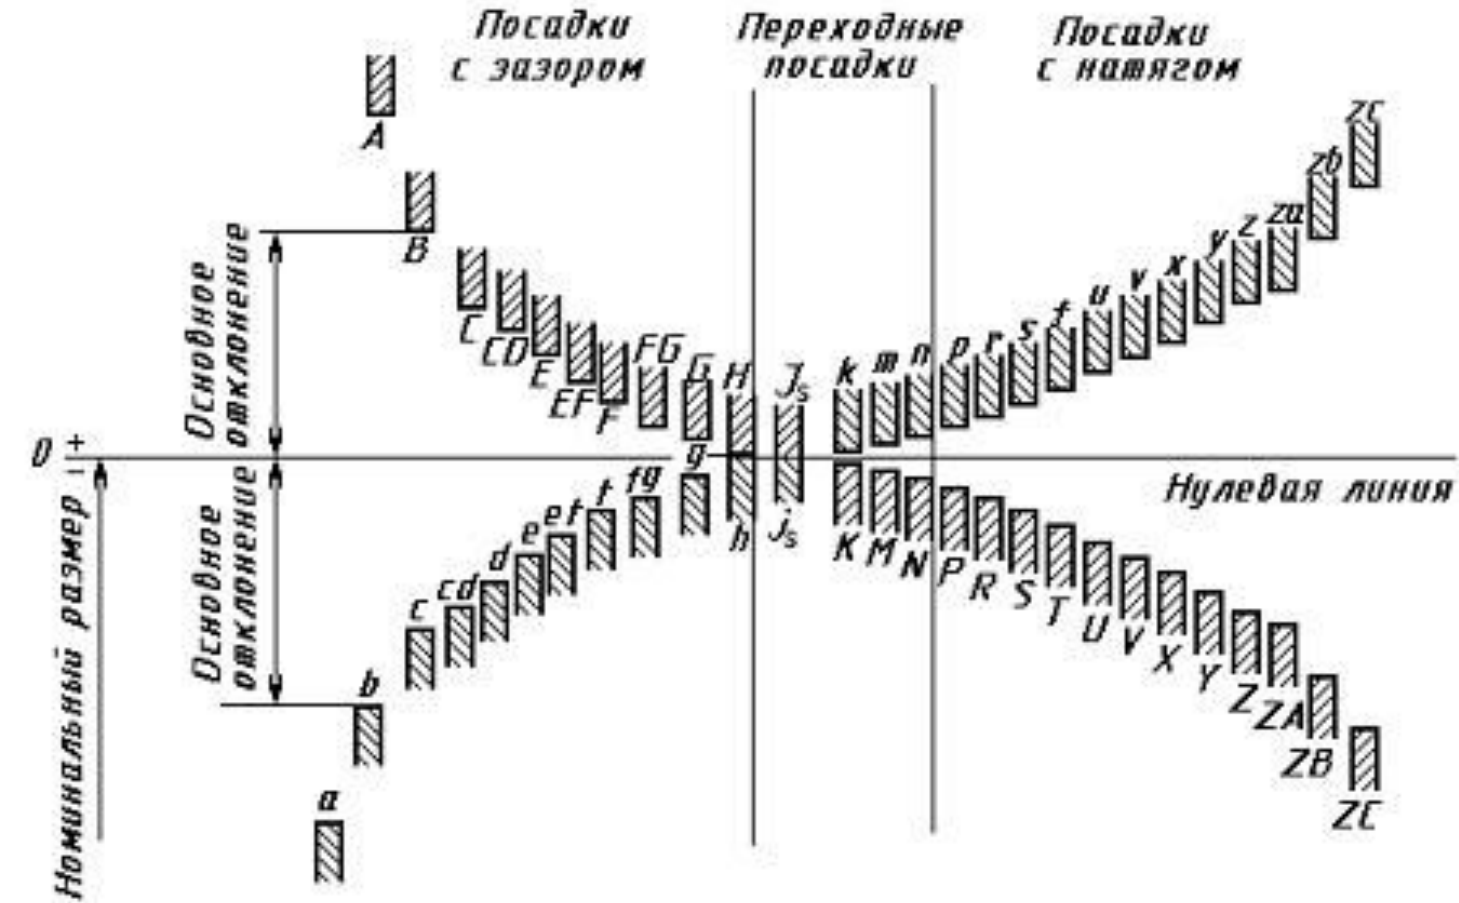 Посадки
с зазором
Переходные
посадки
Посадки
с натягом
A
B
C
CD
E
EF
F
FG
G
H
Js
k
m
n
p
r
s
t
u
v
x
y
z
za
zb
zc
Основное
отклонение
0
+
−
Нулевая линия
Номинальный размер
Основное
отклонение
a
b
c
cd
d
e
ef
f
fg
g
h
js
K
M
N
P
R
S
T
U
V
X
Y
Z
ZA
ZB
ZC